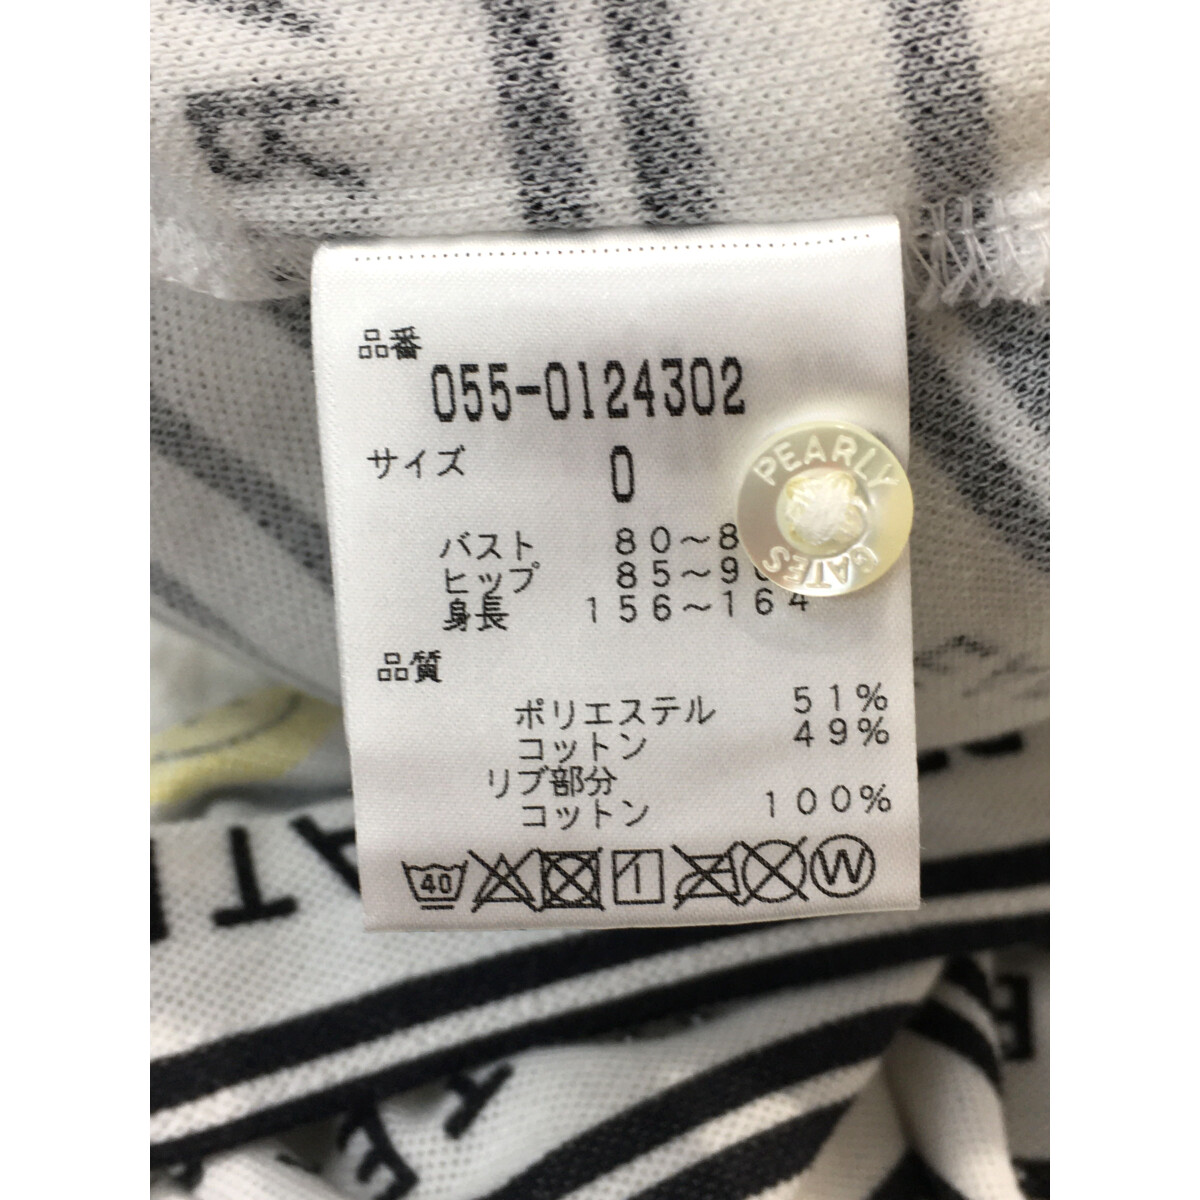 品番
055-0124302
サイズ 0
バスト 80～8
ヒップ 85～9
身長 156～164
品質
ポリエステル 51%
コットン 49%
リブ部分
コットン 100%
40
1
W
PEARLY
GATES